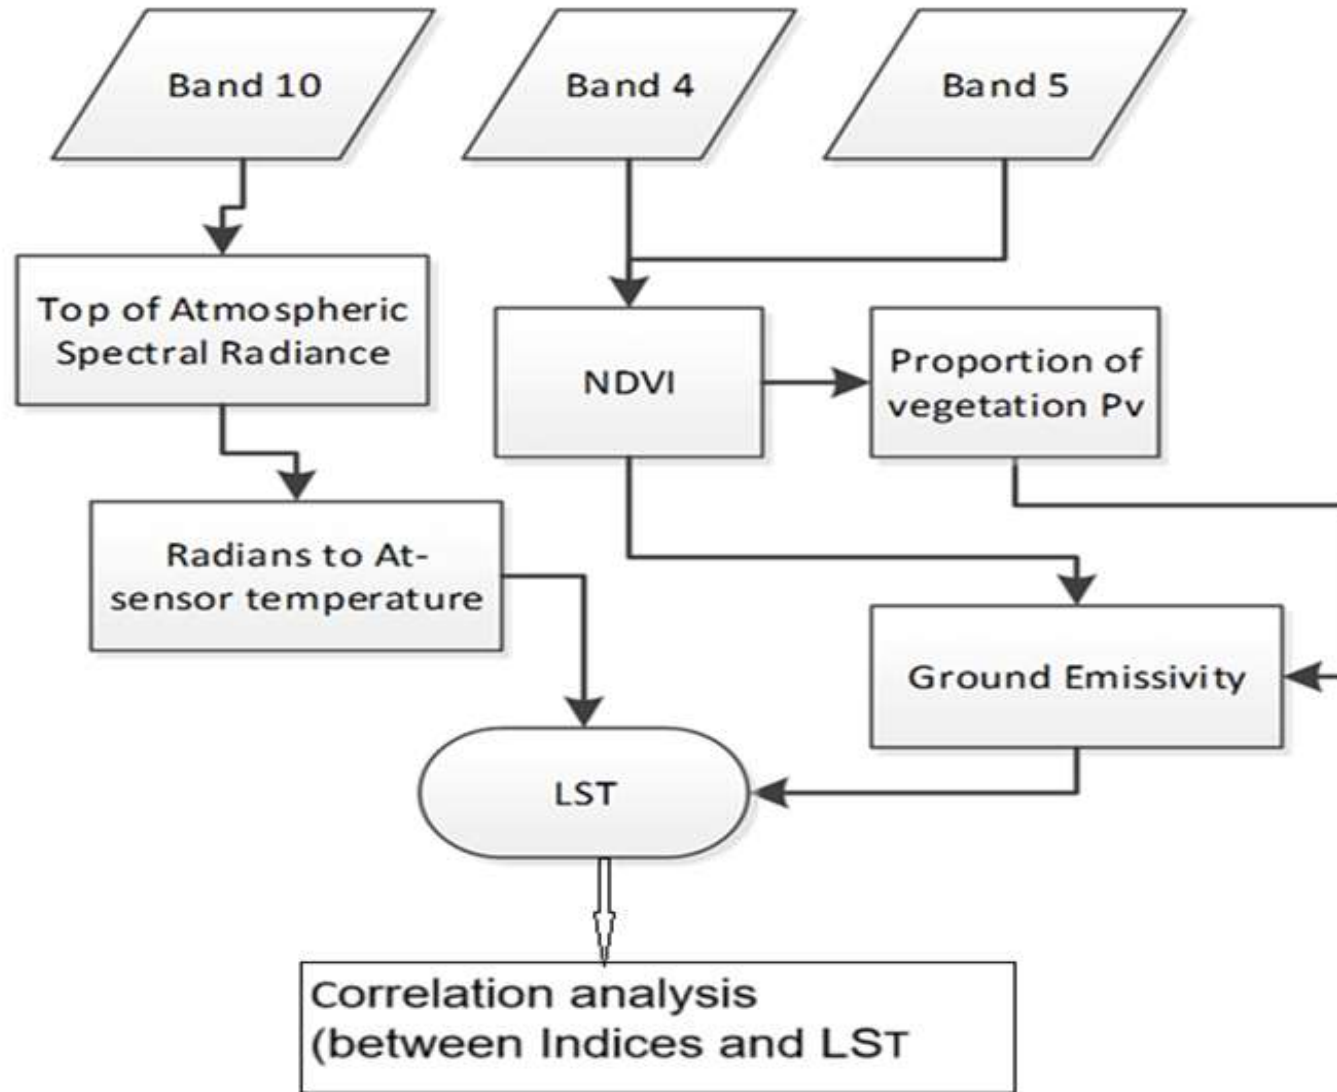 Band 10
Band 4
Band 5
Top of Atmospheric
Spectral Radiance
NDVI
Proportion of
vegetation Pv
Radians to At-
sensor temperature
Ground Emissivity
LST
Correlation analysis
(between Indices and LST